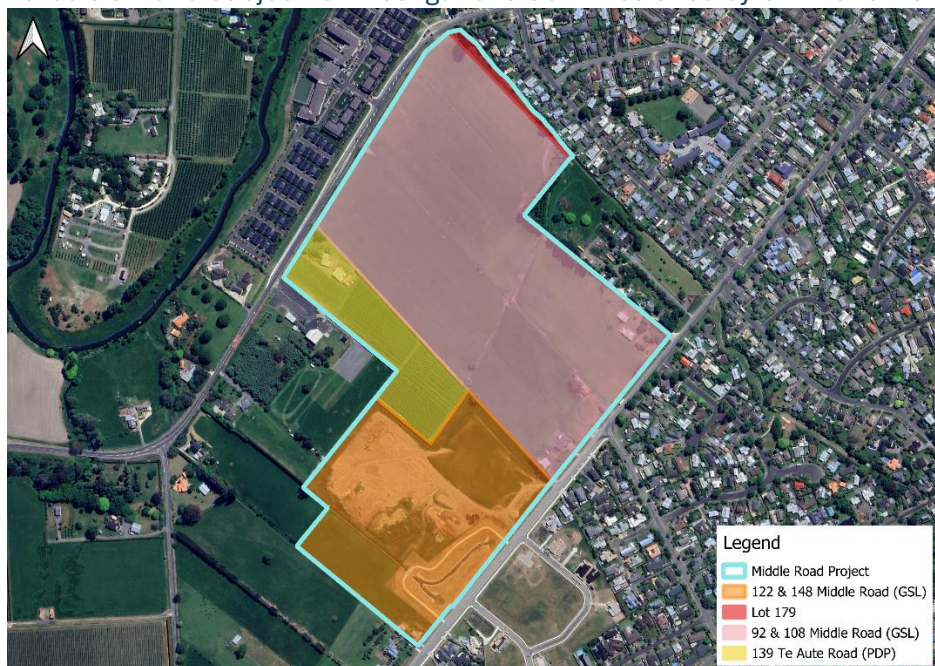 Legend
Middle Road Project
122 & 148 Middle Road (GSL)
Lot 179
92 & 108 Middle Road (GSL)
139 Te Aute Road (PDP)